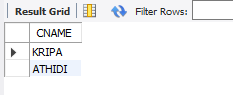 Result Grid Filter Rows:
CNAME
KRIPA
ATHIDI